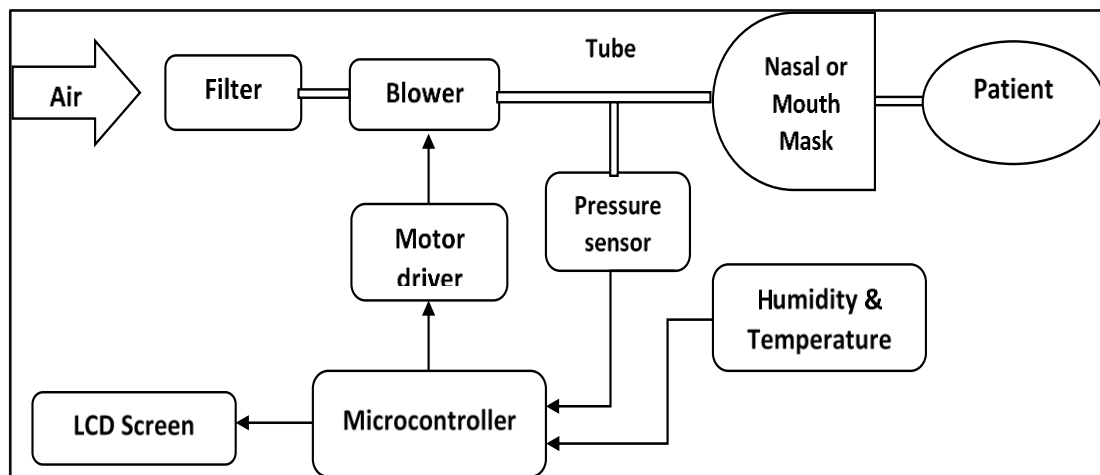 Air
Filter
Blower
Tube
Nasal or
Mouth
Mask
Patient
Motor
driver
Pressure
sensor
Humidity &
Temperature
LCD Screen
Microcontroller